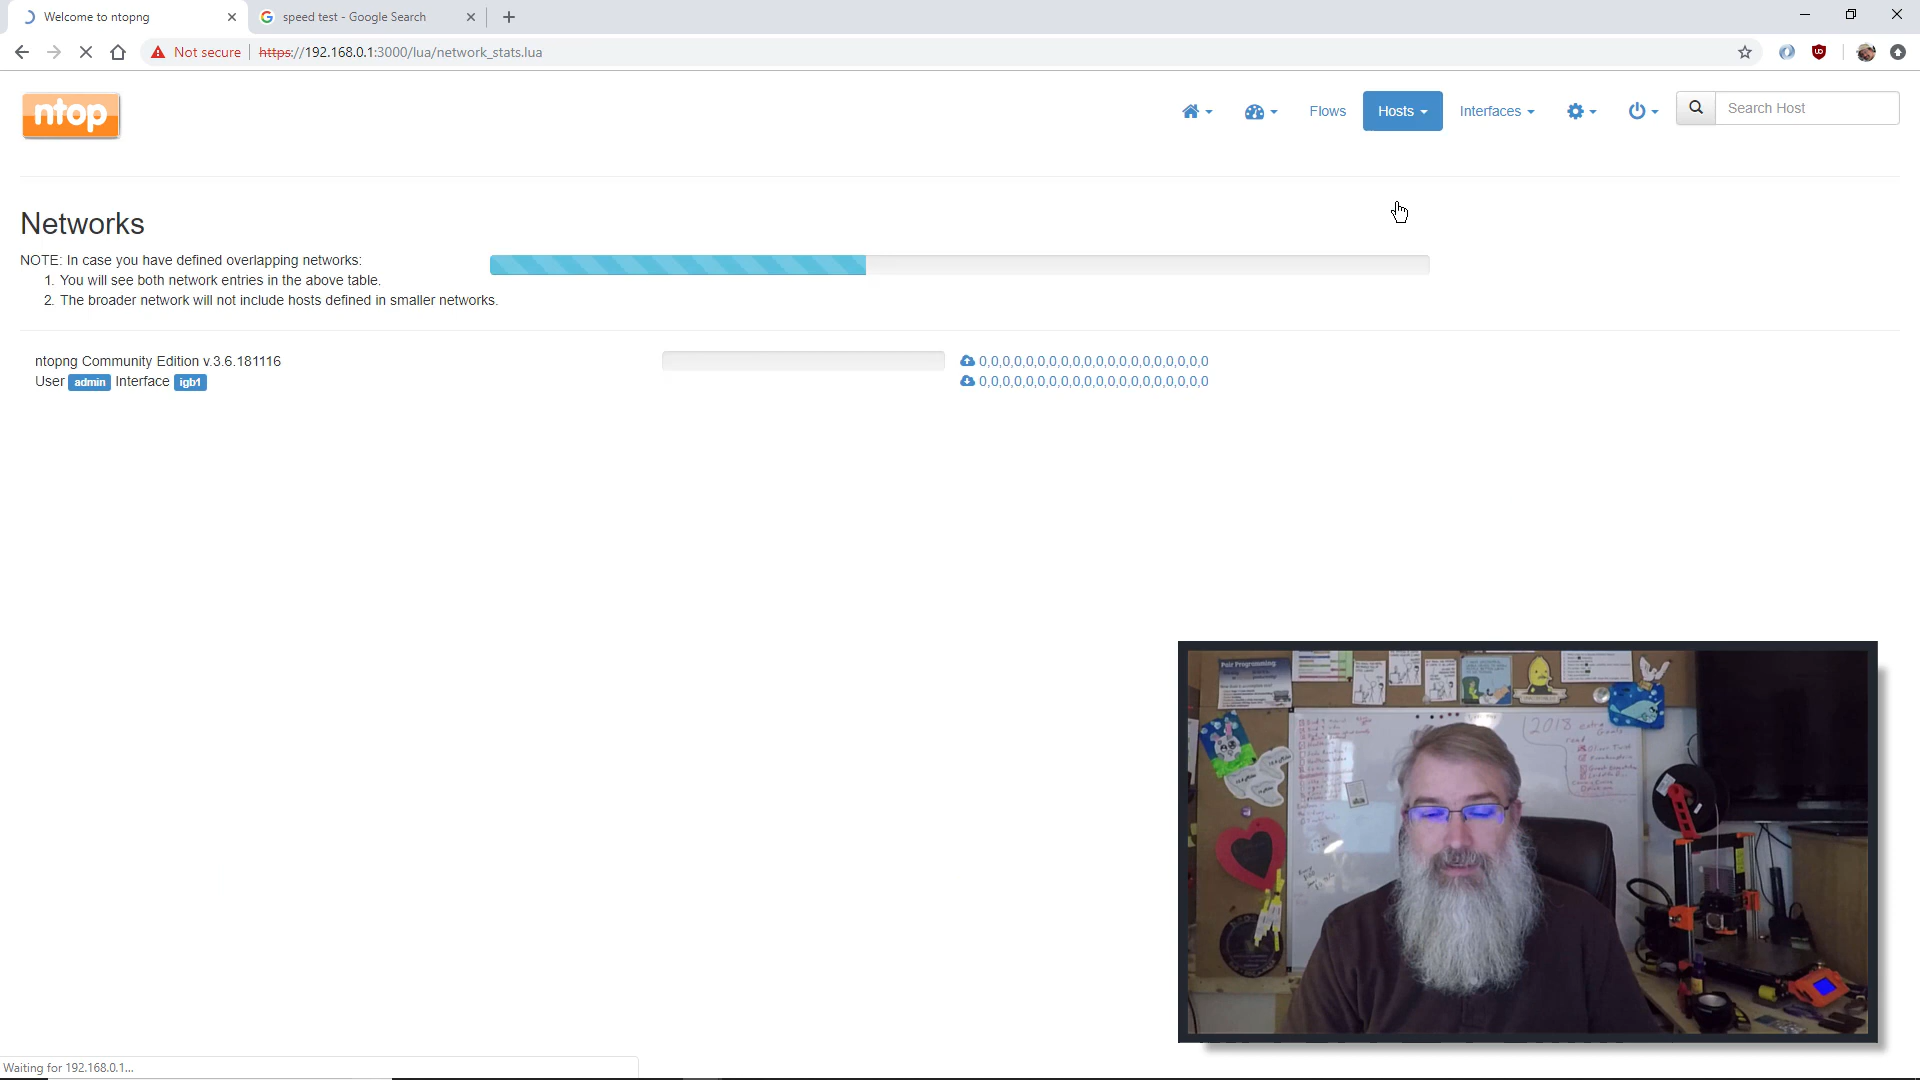 Welcome to ntopng
speed test - Google Search
Not secure
https://192.168.0.1:3000/lua/network_stats.lua
ntop
Flows
Hosts
Interfaces
Search Host
Networks
NOTE: In case you have defined overlapping networks:
1. You will see both network entries in the above table.
2. The broader network will not include hosts defined in smaller networks.
ntopng Community Edition v.3.6.181116
0,0,0,0,0,0,0,0,0,0,0,0,0,0,0,0,0,0,0,0
User admin Interface igb1
0,0,0,0,0,0,0,0,0,0,0,0,0,0,0,0,0,0,0,0
Pair Programming
2018
Waiting for 192.168.0.1...